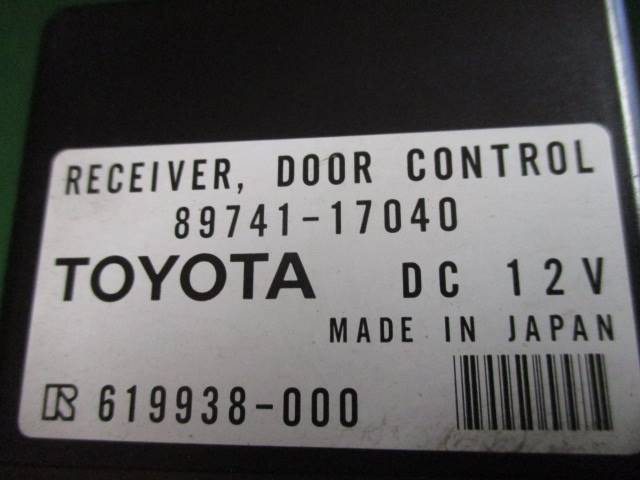 RECEIVER, DOOR CONTROL
89741-17040
TOYOTA DC 12V
MADE IN JAPAN
619938-000